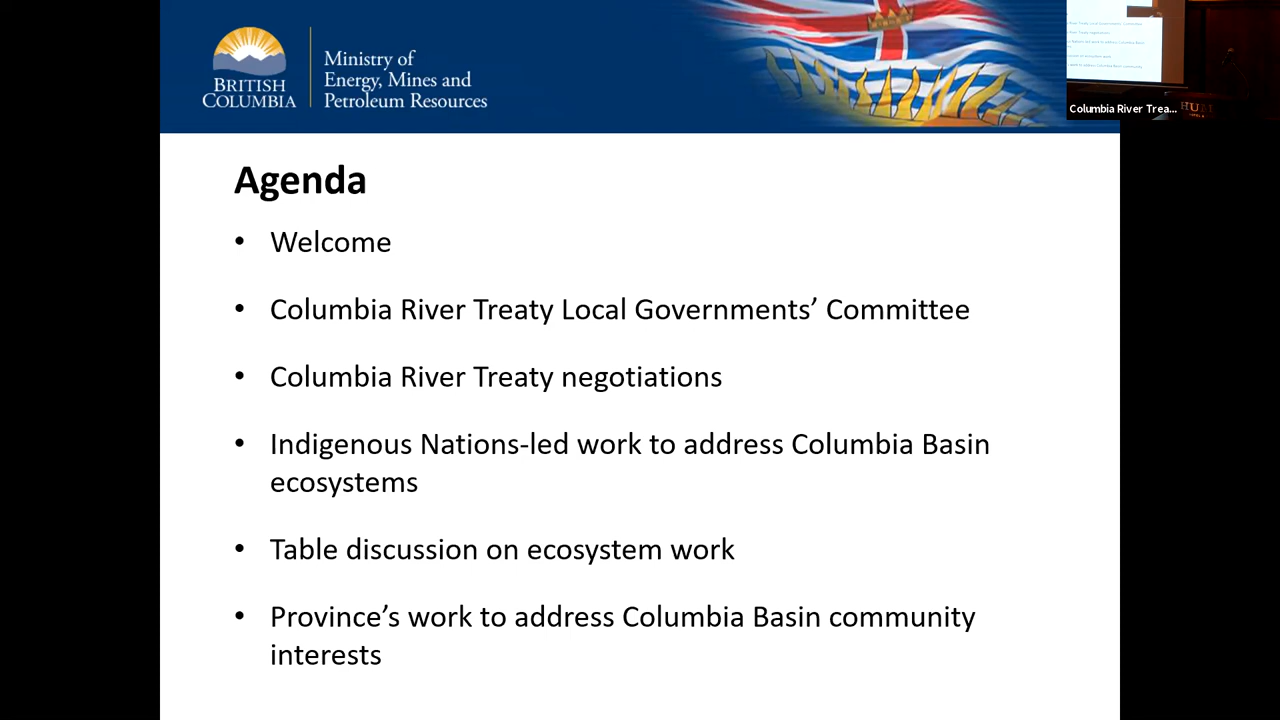 BRITISH
COLUMBIA
Ministry of
Energy, Mines and
Petroleum Resources
Columbia River Trea...
Agenda
• Welcome
• Columbia River Treaty Local Governments’ Committee
• Columbia River Treaty negotiations
• Indigenous Nations-led work to address Columbia Basin
ecosystems
• Table discussion on ecosystem work
• Province’s work to address Columbia Basin community
interests